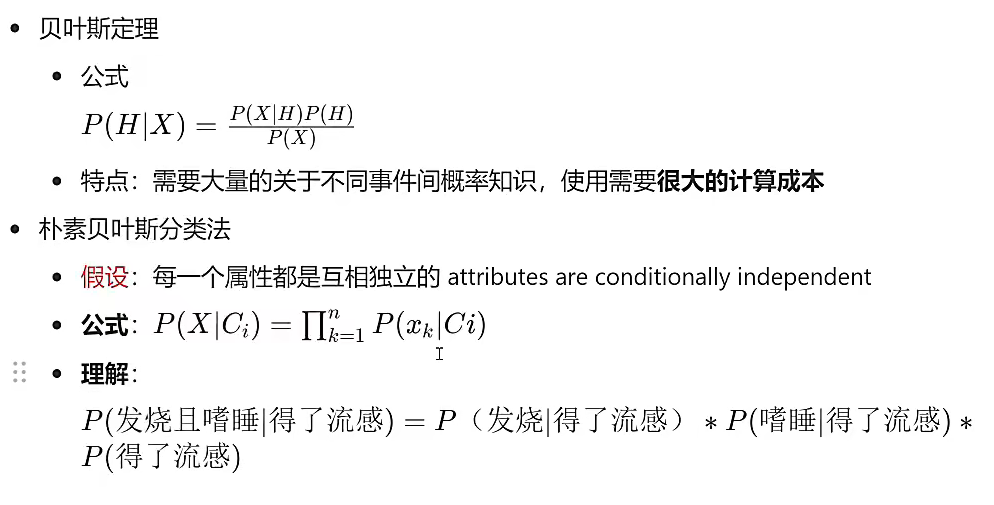 • 贝叶斯定理
• 公式
P(H|X) = \frac{P(X|H)P(H)}{P(X)}
• 特点：需要大量的关于不同事件间概率知识，使用需要很大的计算成本
• 朴素贝叶斯分类法
• 假设：每一个属性都是互相独立的 attributes are conditionally independent
• 公式：P(X|C_i) = \prod_{k=1}^{n} P(x_k|Ci)
• 理解：
P(发烧且嗜睡|得了流感) = P（发烧|得了流感）* P(嗜睡|得了流感) *
P(得了流感)